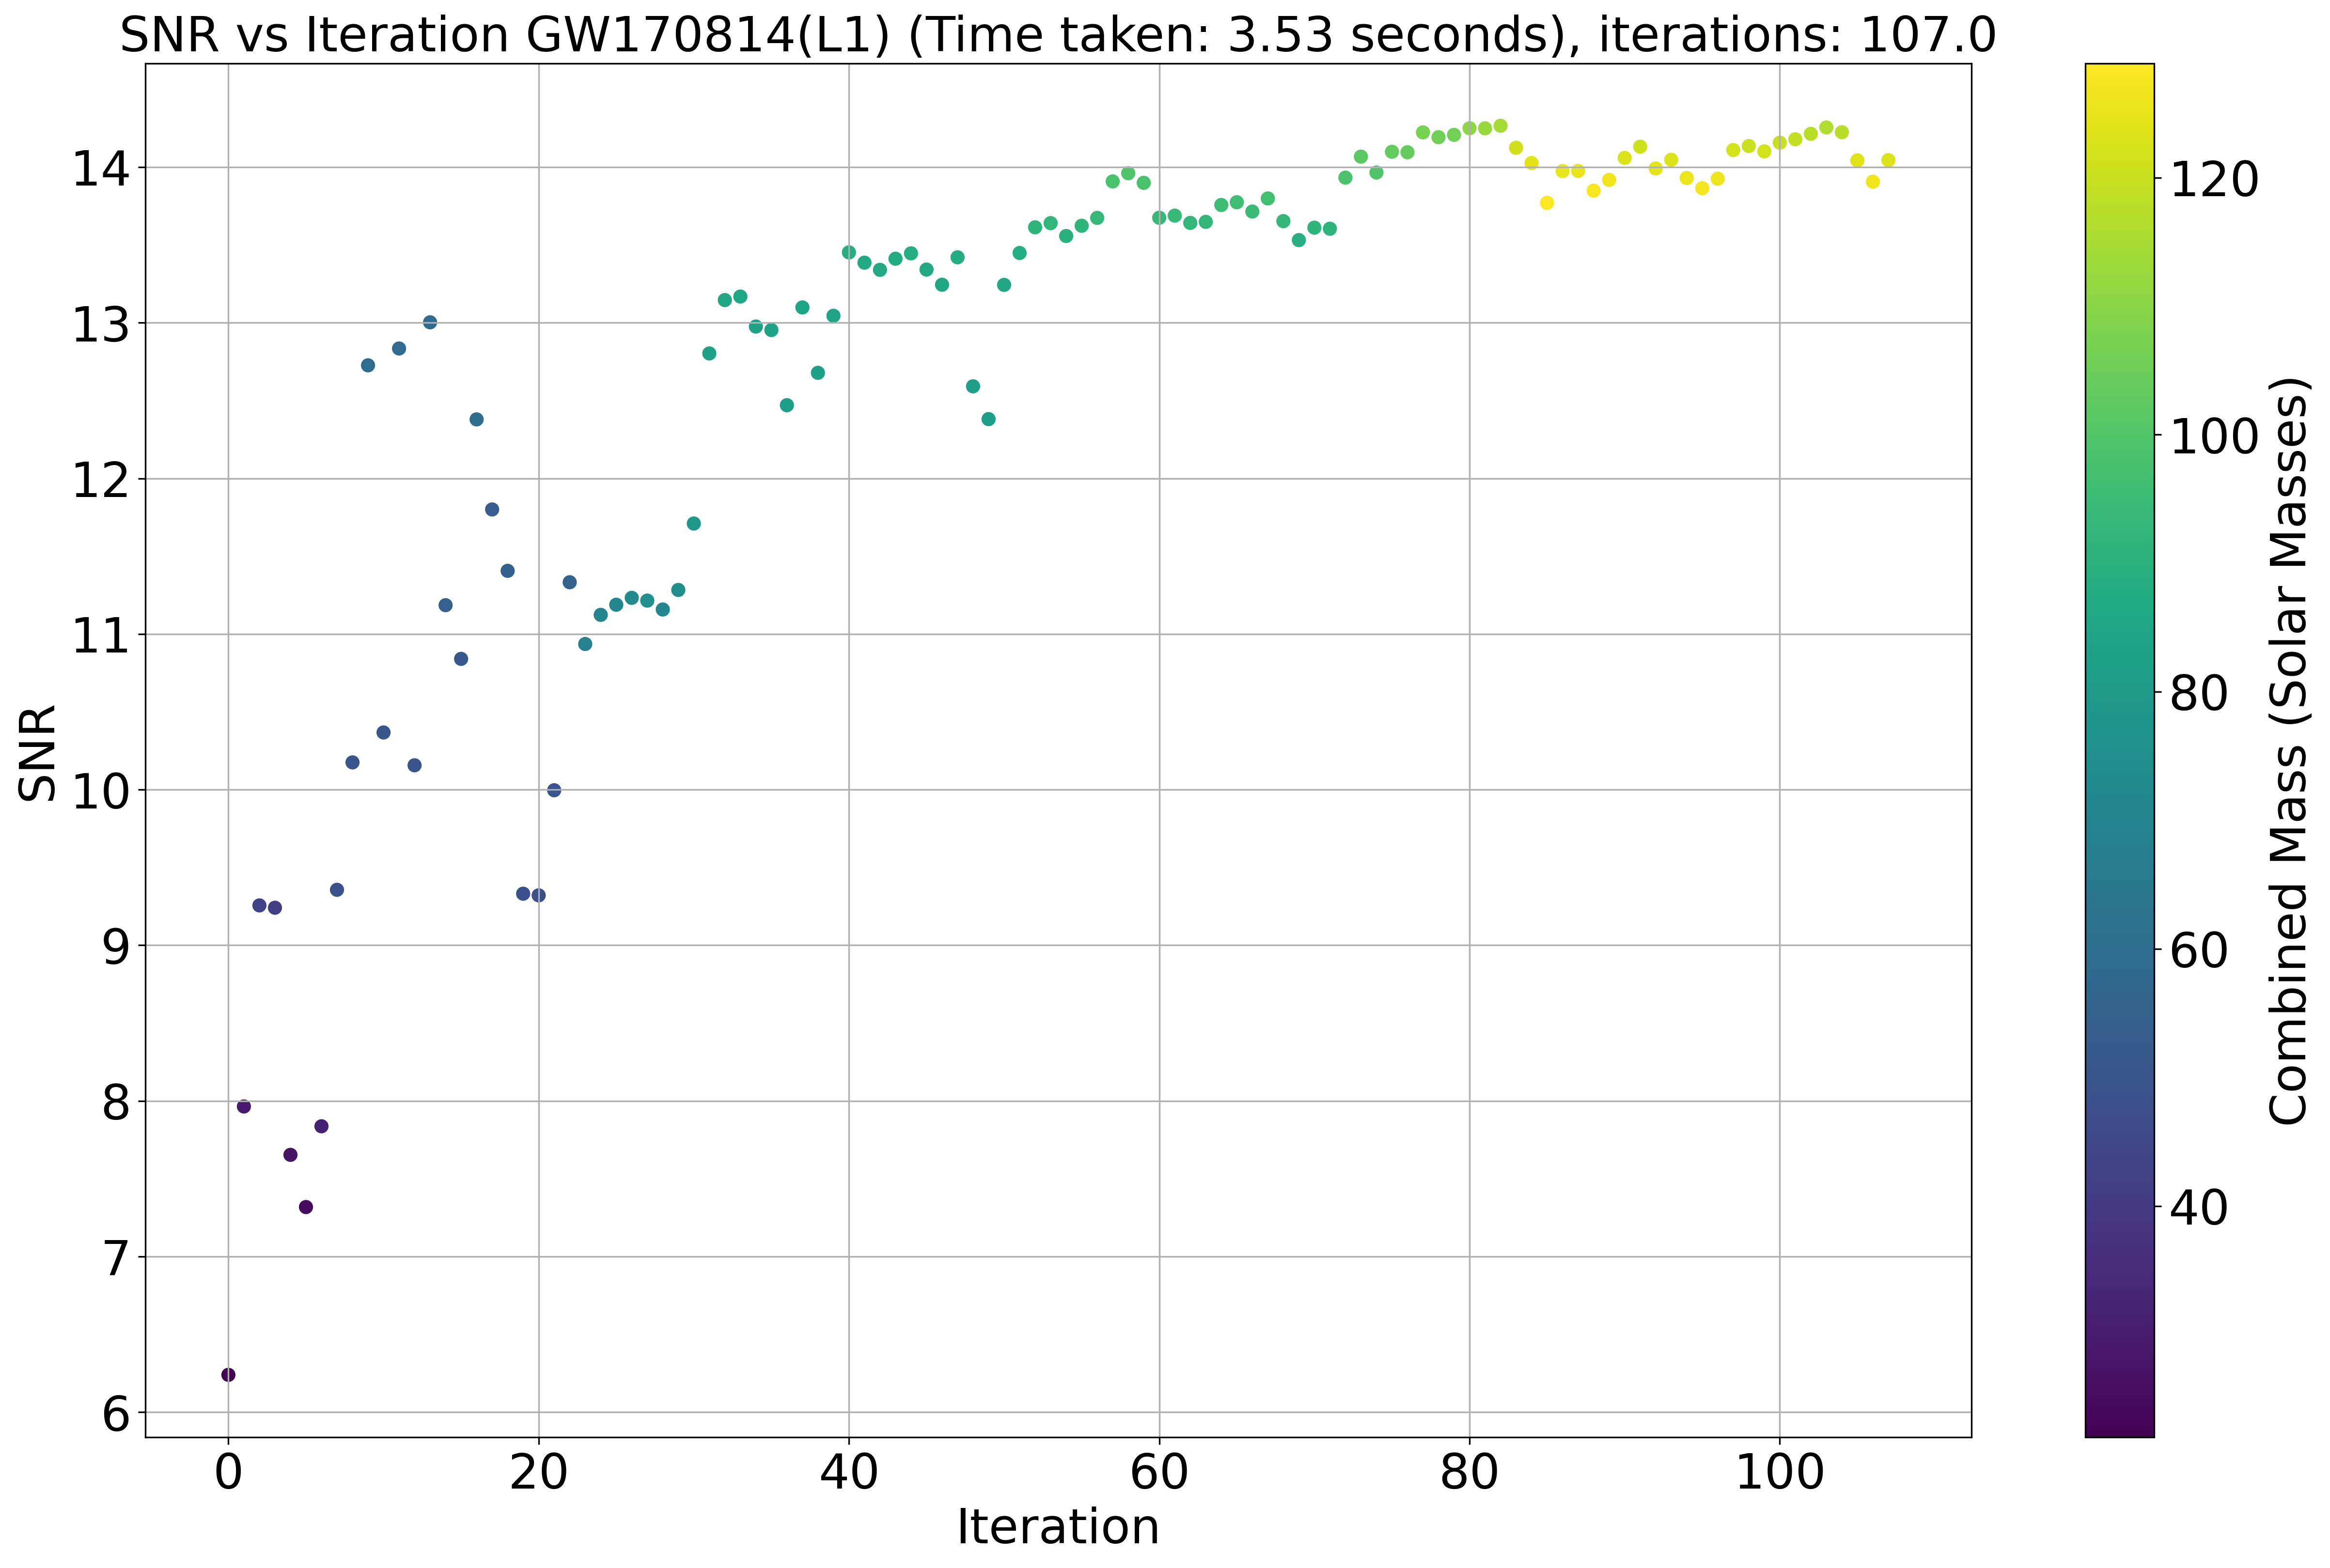 SNR vs Iteration GW170814(L1) (Time taken: 3.53 seconds), iterations: 107.0
14
13
12
11
10
9
8
7
6
SNR
0 20 40 60 80 100
Iteration
120
100
80
60
40
Combined Mass (Solar Masses)